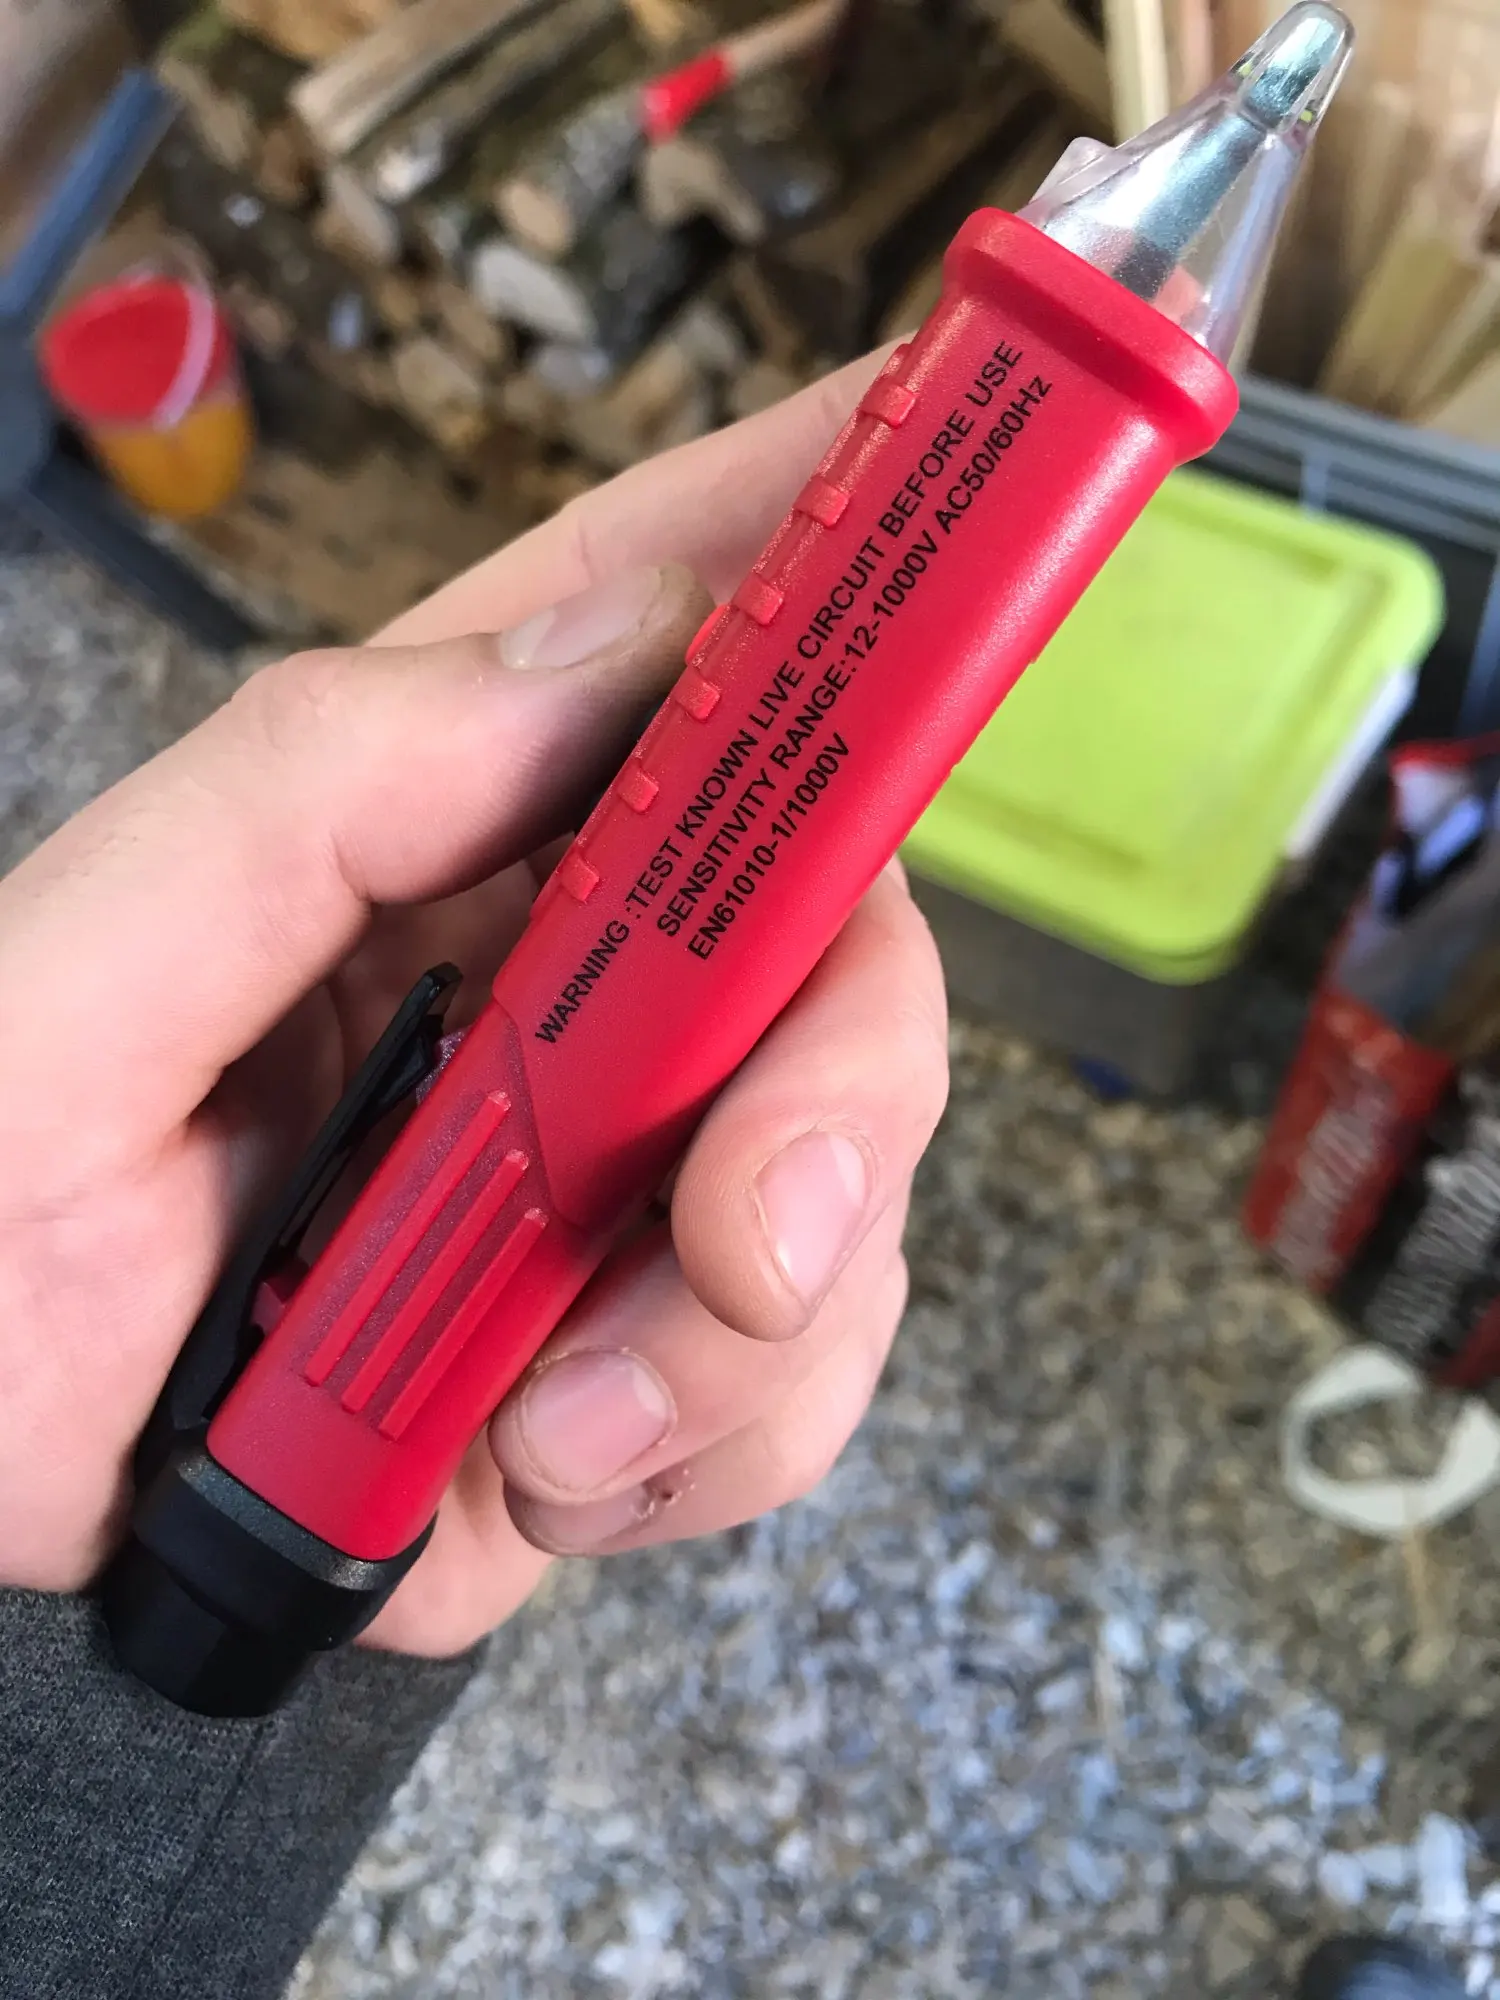 WARNING :TEST KNOWN LIVE CIRCUIT BEFORE USE
SENSITIVITY RANGE:12-1000V AC50/60Hz
EN61010-1/1000V